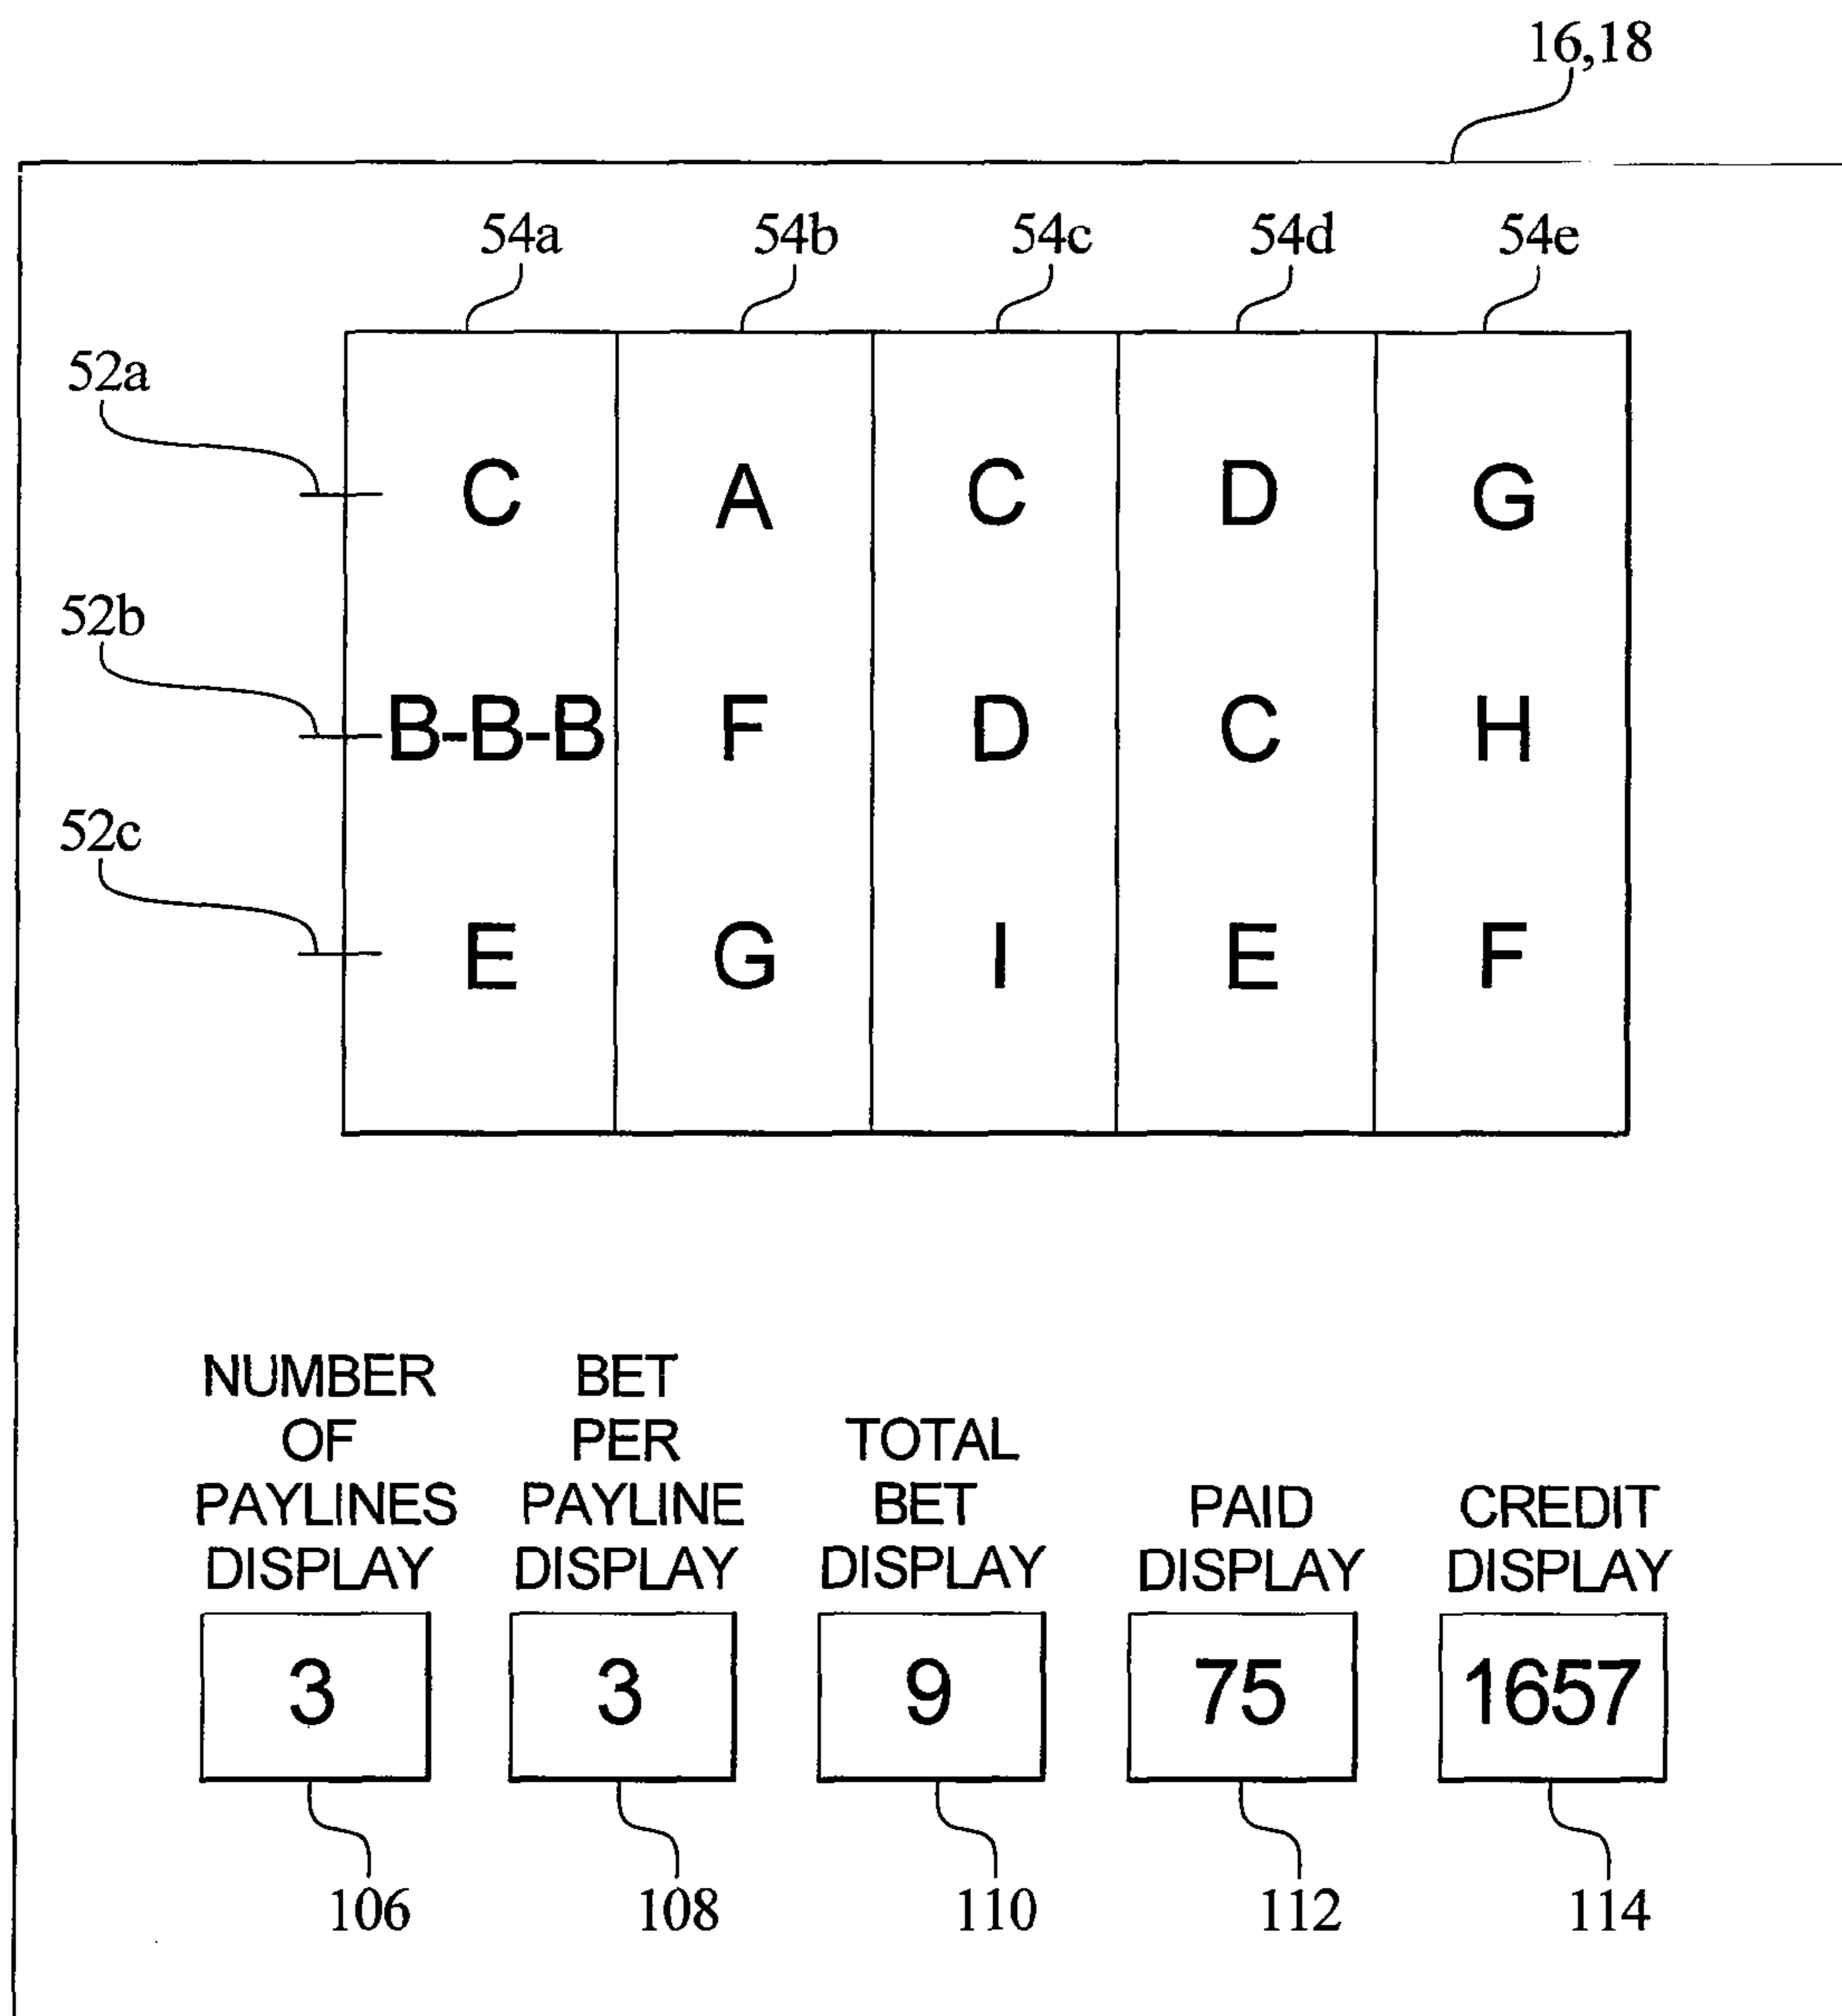 16,18
54a 54b 54c 54d 54e
52a
C A C D G
52b
B-B-B F D C H
52c
E G I E F
NUMBER OF PAYLINES DISPLAY
3
106
BET PER PAYLINE DISPLAY
3
108
TOTAL BET DISPLAY
9
110
PAID DISPLAY
75
112
CREDIT DISPLAY
1657
114